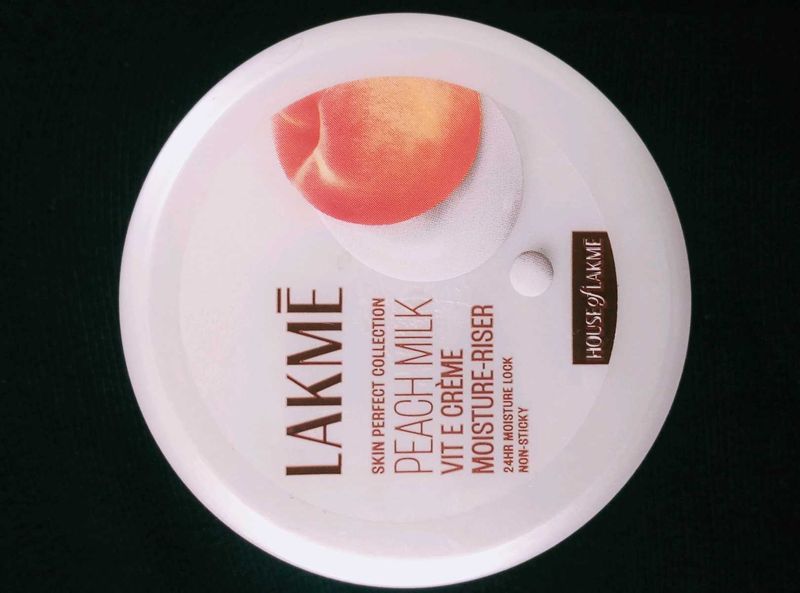 LAKMĒ
SKIN PERFECT COLLECTION
PEACH MILK
VIT E CRÈME
MOISTURE-RISER
24HR MOISTURE LOCK
NON-STICKY
HOUSE of LAKMĒ